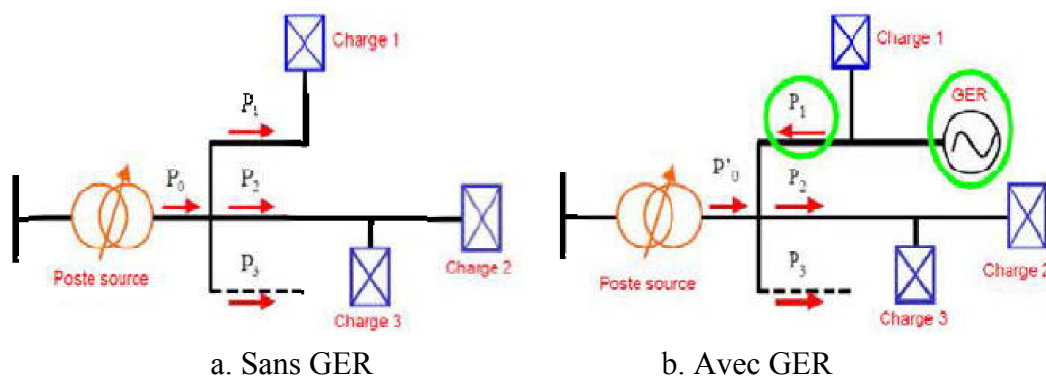 Charge 1
P₁
P₀
P₂
Poste source
Charge 2
P₃
Charge 3
a. Sans GER
Charge 1
P₁
GER
P'₀
P₂
Poste source
Charge 2
P₃
Charge 3
b. Avec GER